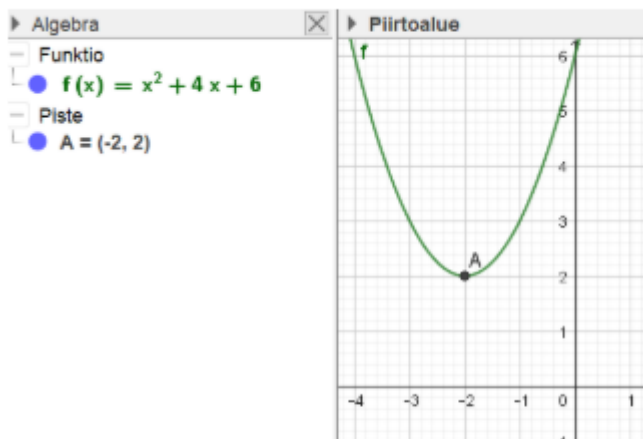 Algebra
Funktio
f(x) = x² + 4 x + 6
Piste
A = (-2, 2)
Piirtoalue
f
6
5
4
3
A
2
1
-4 -3 -2 -1 0 1